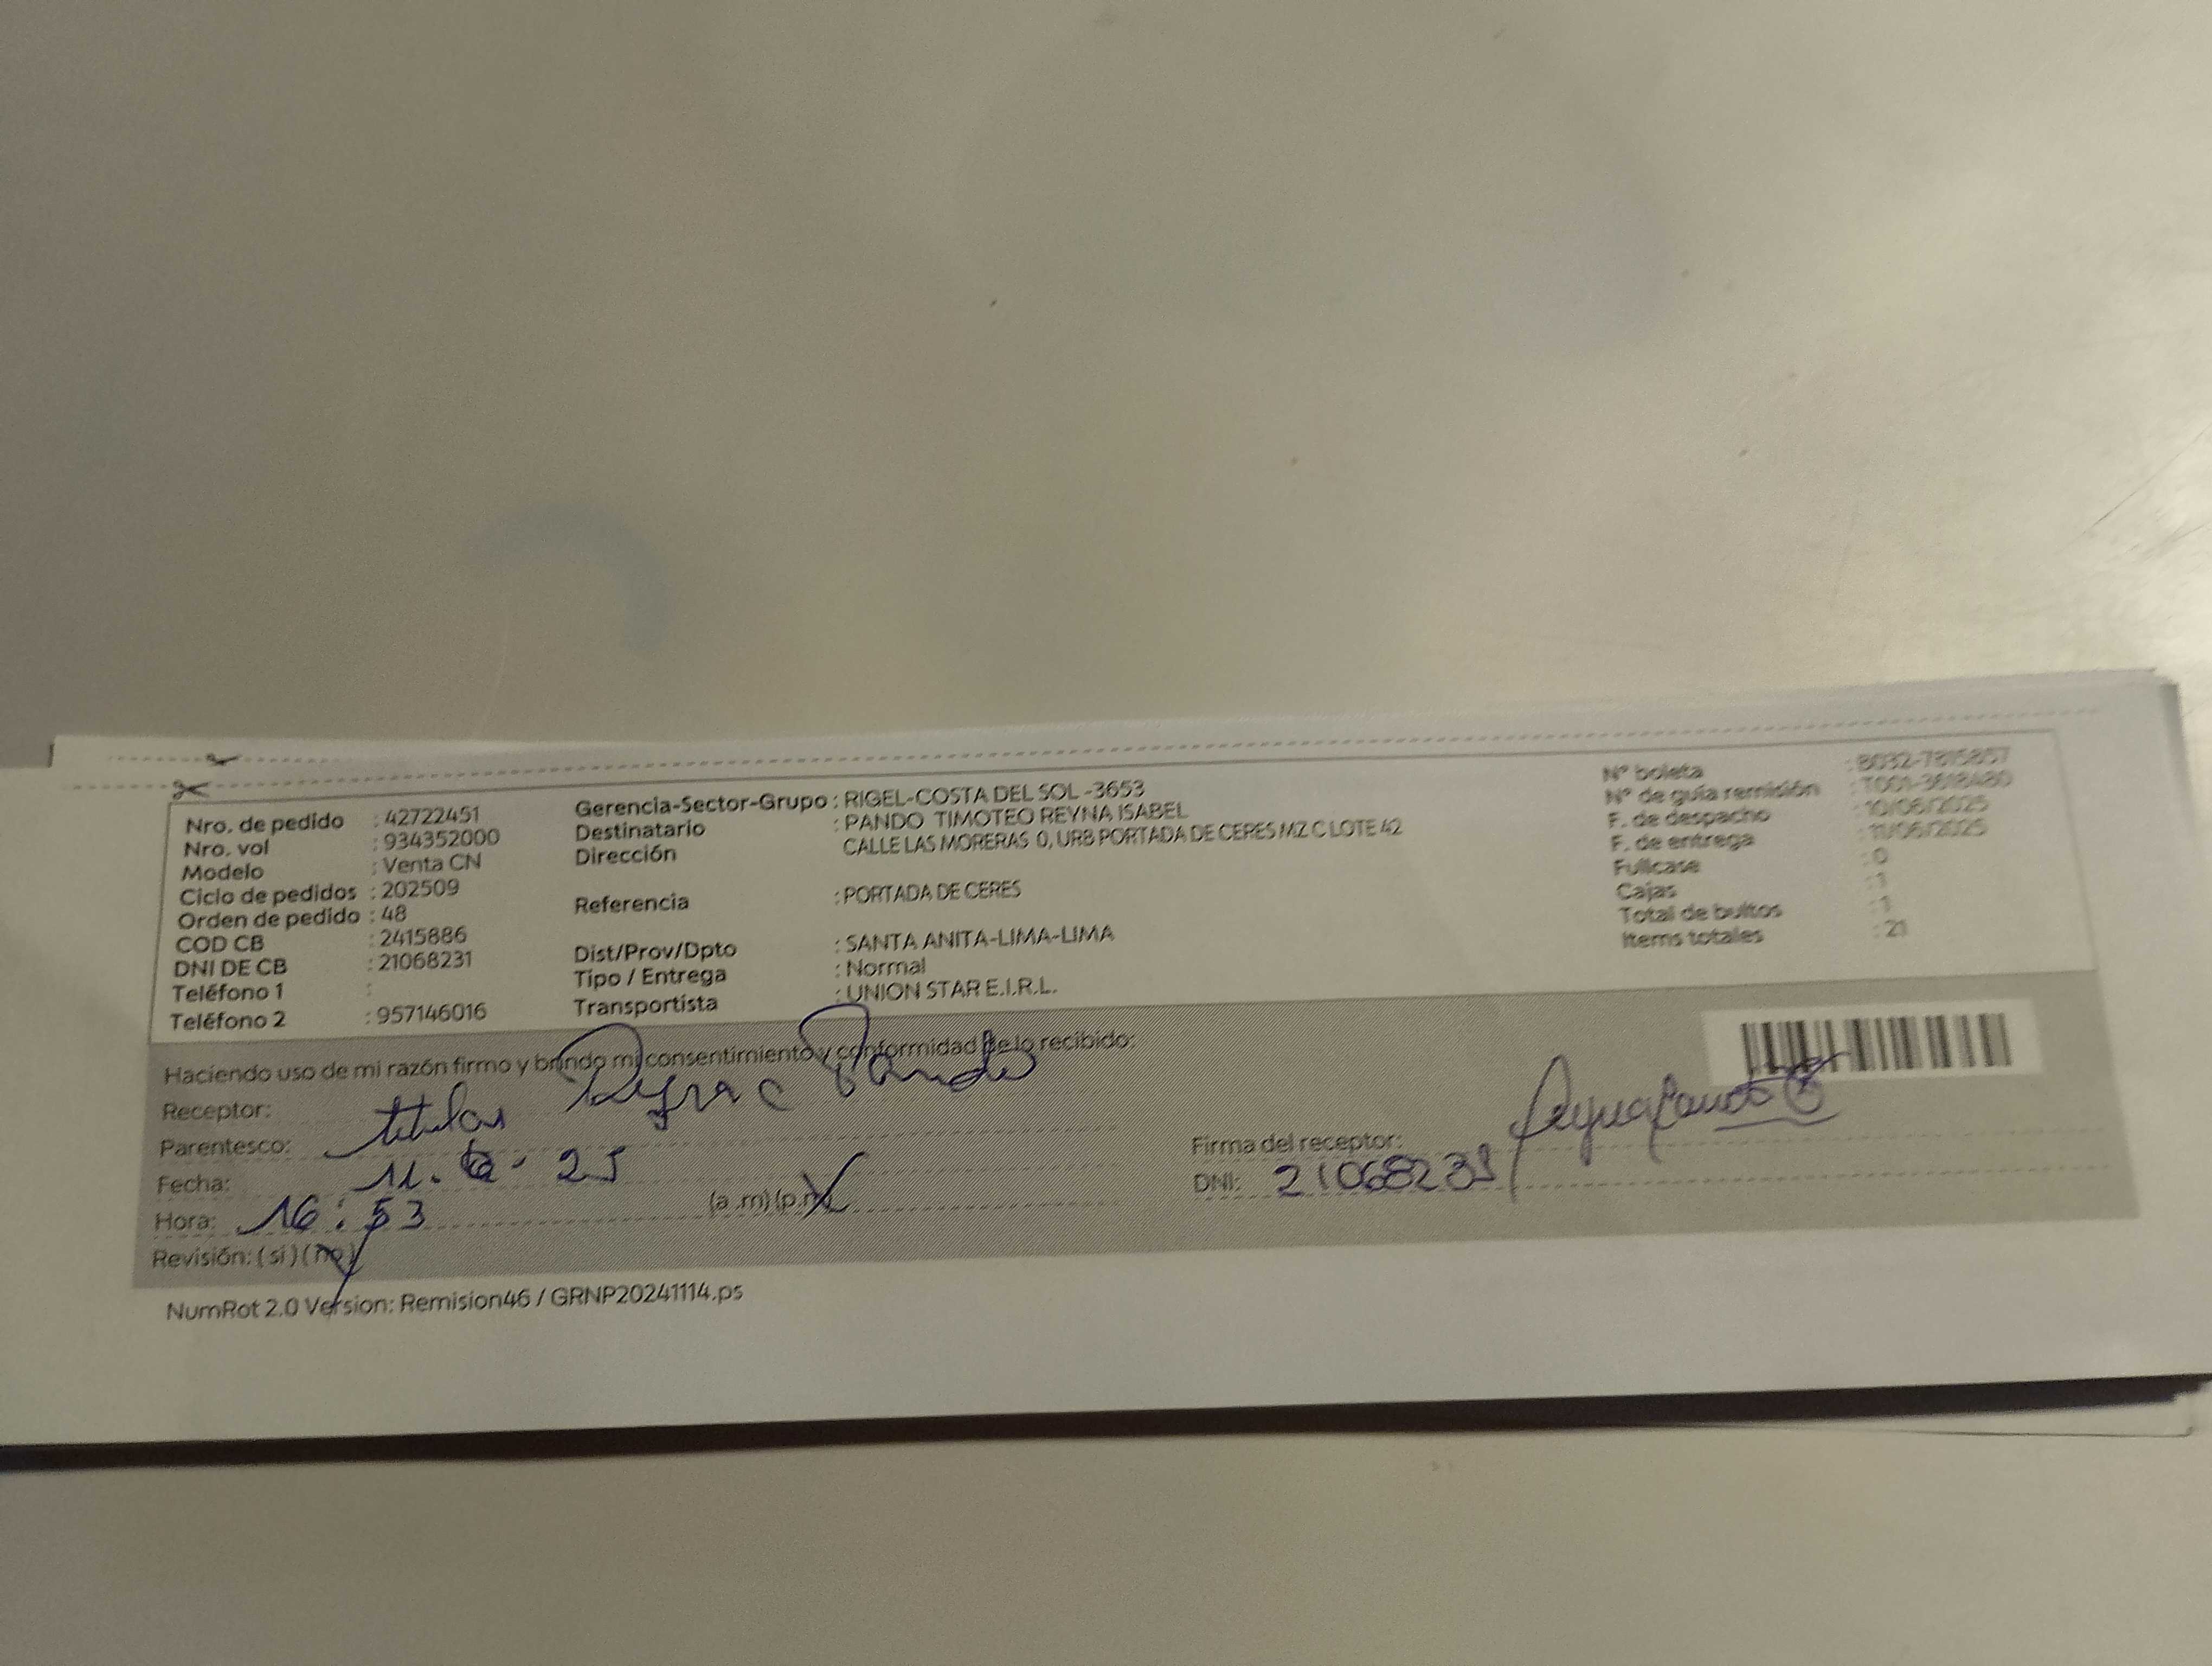 Nro. de pedido : 42722451
Nro. vol : 934352000
Modelo : Venta CN
Ciclo de pedidos : 202509
Orden de pedido : 48
COD CB : 2415886
DNI DE CB : 21068231
Teléfono 1 :
Teléfono 2 : 957146016
Gerencia-Sector-Grupo : RIGEL-COSTA DEL SOL -3653
Destinatario : PANDO TIMOTEO REYNA ISABEL
Dirección CALLE LAS MORERAS 0, URB PORTADA DE CERES MZ C LOTE 42
Referencia : PORTADA DE CERES
Dist/Prov/Dpto : SANTA ANITA-LIMA-LIMA
Tipo / Entrega : Normal
Transportista : UNION STAR E.I.R.L.
N° boleta : B032-7815857
N° de guía remisión : T001-3618480
F. de despacho : 10/06/2025
F. de entrega : 11/06/2025
Fullcase : 0
Cajas : 1
Total de bultos : 1
Items totales : 21
Haciendo uso de mi razón firmo y brindo mi consentimiento y conformidad de lo recibido:
Receptor: Reyna Pando
Parentesco: titular
Fecha: 11. 6 . 25
Hora: 16:53 (a.m)(p.m)
Revisión: (si) (no)
Firma del receptor:
DNI: 21068231
NumRot 2.0 Version: Remision46 / GRNP20241114.ps